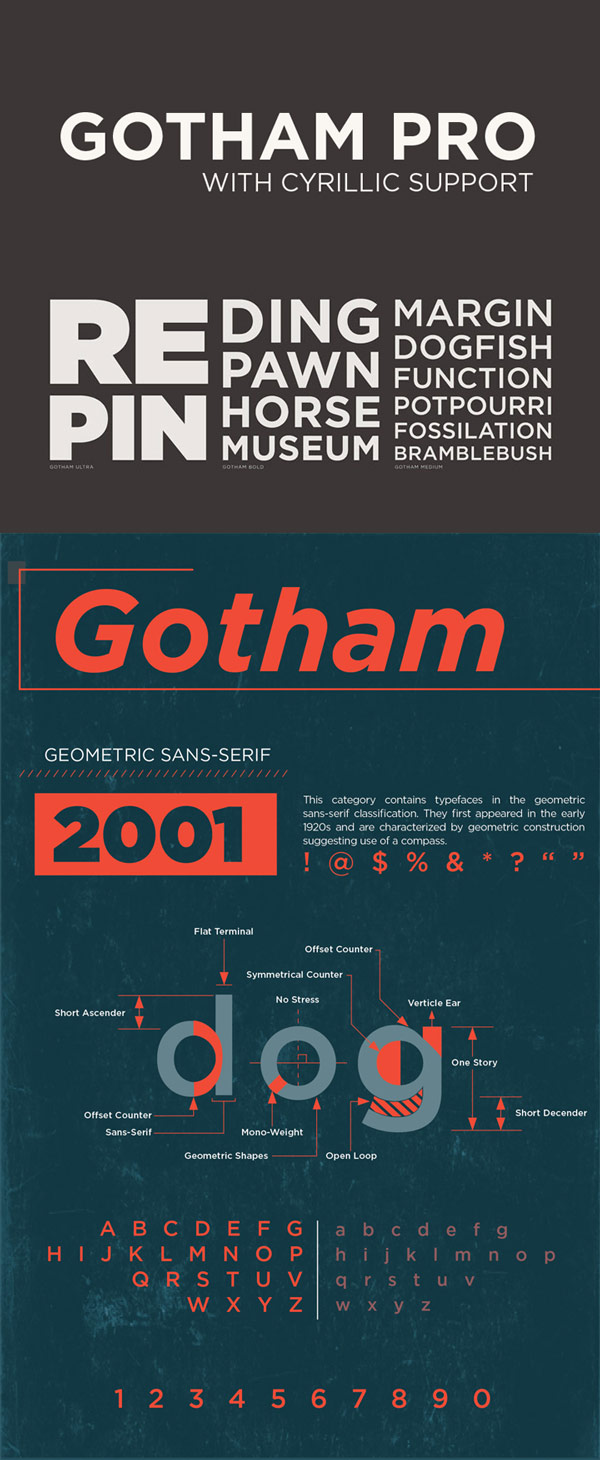 GOTHAM PRO
WITH CYRILLIC SUPPORT
RE
PIN
GOTHAM ULTRA
DING
PAWN
HORSE
MUSEUM
GOTHAM BOLD
MARGIN
DOGFISH
FUNCTION
POTPOURRI
FOSSILATION
BRAMBLEBUSH
GOTHAM MEDIUM
Gotham
GEOMETRIC SANS-SERIF
2001
This category contains typefaces in the geometric
sans-serif classification. They first appeared in the early
1920s and are characterized by geometric construction
suggesting use of a compass.
! @ $ % & * ? “ ”
Flat Terminal
Offset Counter
Symmetrical Counter
No Stress
Verticle Ear
Short Ascender
dog
One Story
Offset Counter
Short Decender
Sans-Serif
Mono-Weight
Geometric Shapes
Open Loop
A B C D E F G
H I J K L M N O P
Q R S T U V
W X Y Z
a b c d e f g
h i j k l m n o p
q r s t u v
w x y z
1 2 3 4 5 6 7 8 9 0